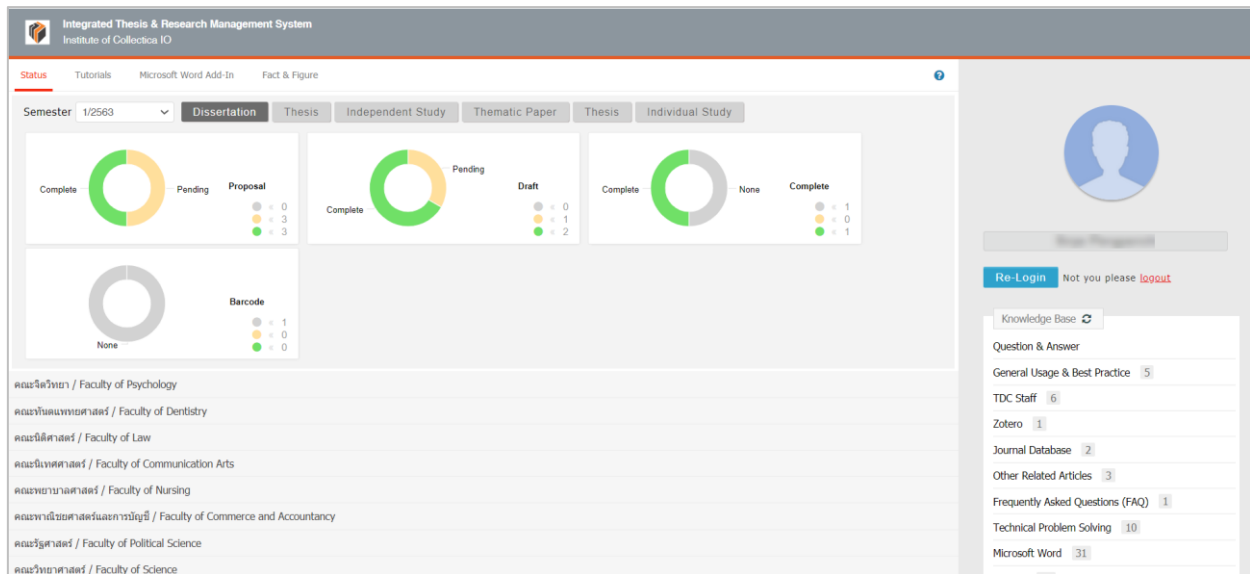 Integrated Thesis & Research Management System
Institute of Collectica IO
Status Tutorials Microsoft Word Add-In Fact & Figure
Semester 1/2563 Dissertation Thesis Independent Study Thematic Paper Thesis Individual Study
Complete Pending Proposal
« 0
« 3
« 3
Complete Pending Draft
« 0
« 1
« 2
Complete None Complete
« 1
« 0
« 1
None Barcode
« 1
« 0
« 0
คณะจิตวิทยา / Faculty of Psychology
คณะทันตแพทยศาสตร์ / Faculty of Dentistry
คณะนิติศาสตร์ / Faculty of Law
คณะนิเทศศาสตร์ / Faculty of Communication Arts
คณะพยาบาลศาสตร์ / Faculty of Nursing
คณะพาณิชยศาสตร์และการบัญชี / Faculty of Commerce and Accountancy
คณะรัฐศาสตร์ / Faculty of Political Science
คณะวิทยาศาสตร์ / Faculty of Science
Re-Login Not you please logout
Knowledge Base
Question & Answer
General Usage & Best Practice 5
TDC Staff 6
Zotero 1
Journal Database 2
Other Related Articles 3
Frequently Asked Questions (FAQ) 1
Technical Problem Solving 10
Microsoft Word 31